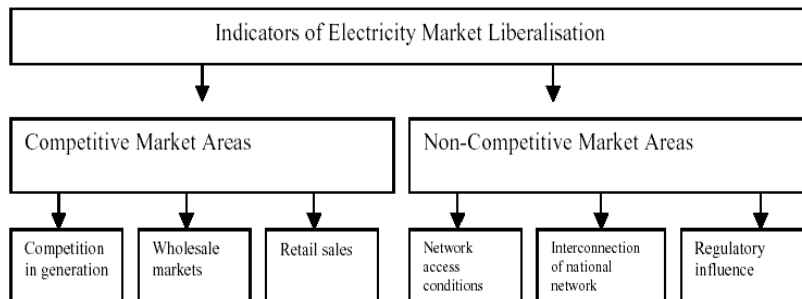 Indicators of Electricity Market Liberalisation
Competitive Market Areas
Non-Competitive Market Areas
Competition
in generation
Wholesale
markets
Retail sales
Network
access
conditions
Interconnection
of national
network
Regulatory
influence